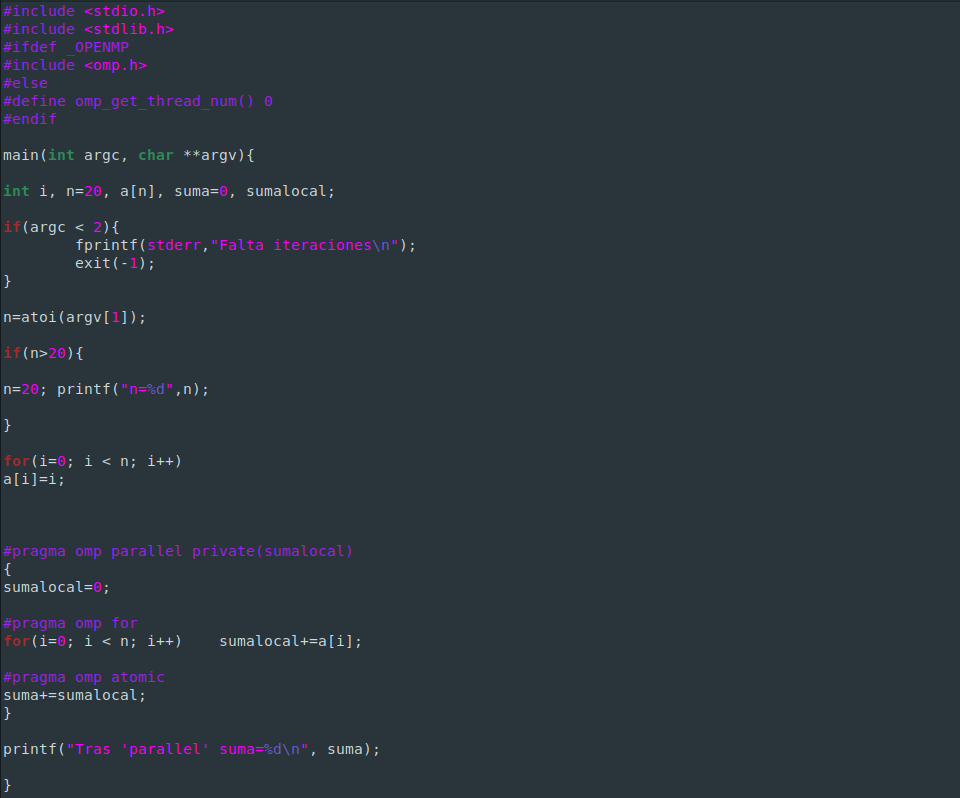 #include <stdio.h>
#include <stdlib.h>
#ifdef _OPENMP
#include <omp.h>
#else
#define omp_get_thread_num() 0
#endif
main(int argc, char **argv){
int i, n=20, a[n], suma=0, sumalocal;
if(argc < 2){
        fprintf(stderr,"Falta iteraciones\n");
        exit(-1);
}
n=atoi(argv[1]);
if(n>20){
n=20; printf("n=%d",n);
}
for(i=0; i < n; i++)
a[i]=i;
#pragma omp parallel private(sumalocal)
{
sumalocal=0;
#pragma omp for
for(i=0; i < n; i++)    sumalocal+=a[i];
#pragma omp atomic
suma+=sumalocal;
}
printf("Tras 'parallel' suma=%d\n", suma);
}